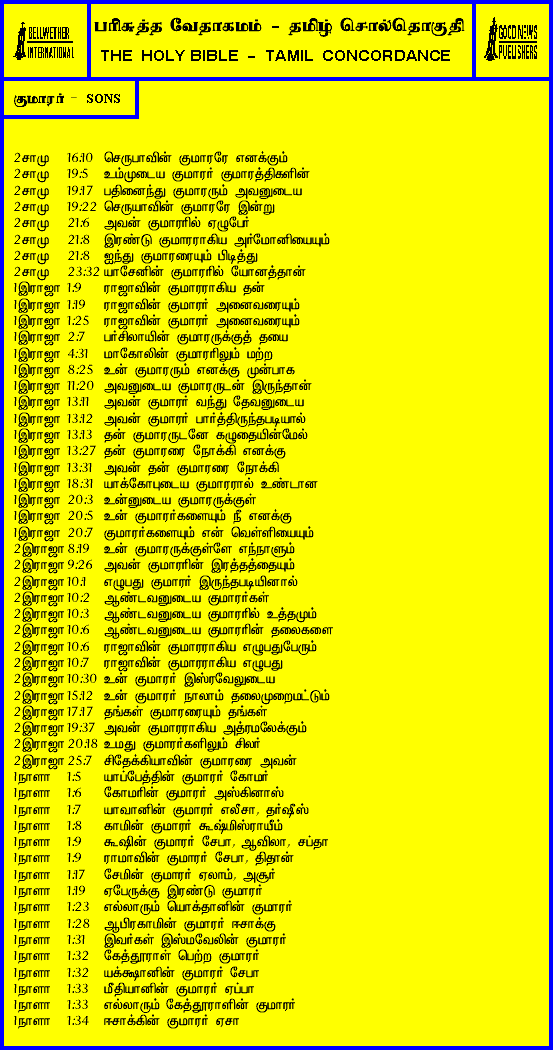 BELLWETHER
INTERNATIONAL
பரிசுத்த வேதாகமம் - தமிழ் சொல்தொகுதி
THE HOLY BIBLE - TAMIL CONCORDANCE
GOOD NEWS
PUBLISHERS
குமாரர் - SONS
2சாமு 16:10 செருபாவின் குமாரரே எனக்கும்
2சாமு 19:5 உம்முடைய குமாரர் குமாரத்திகளின்
2சாமு 19:17 பதினைந்து குமாரரும் அவனுடைய
2சாமு 19:22 செருயாவின் குமாரரே இன்று
2சாமு 21:6 அவன் குமாரரில் ஏழுபேர்
2சாமு 21:8 இரண்டு குமாரராகிய அர்மோனியையும்
2சாமு 21:8 ஐந்து குமாரரையும் பிடித்து
2சாமு 23:32 யாசேனின் குமாரரில் யோனத்தான்
1இராஜா 1:9 ராஜாவின் குமாரராகிய தன்
1இராஜா 1:19 ராஜாவின் குமாரர் அனைவரையும்
1இராஜா 1:25 ராஜாவின் குமாரர் அனைவரையும்
1இராஜா 2:7 பர்சிலாயின் குமாரருக்குத் தயை
1இராஜா 4:31 மாகோலின் குமாரரிலும் மற்ற
1இராஜா 8:25 உன் குமாரரும் எனக்கு முன்பாக
1இராஜா 11:20 அவனுடைய குமாரருடன் இருந்தான்
1இராஜா 13:11 அவன் குமாரர் வந்து தேவனுடைய
1இராஜா 13:12 அவன் குமாரர் பார்த்திருந்தபடியால்
1இராஜா 13:13 தன் குமாரருடனே கழுதையின்மேல்
1இராஜா 13:27 தன் குமாரரை நோக்கி எனக்கு
1இராஜா 13:31 அவன் தன் குமாரரை நோக்கி
1இராஜா 18:31 யாக்கோபுடைய குமாரரால் உண்டான
1இராஜா 20:3 உன்னுடைய குமாரருக்குள்
1இராஜா 20:5 உன் குமாரர்களையும் நீ எனக்கு
1இராஜா 20:7 குமாரர்களையும் என் வெள்ளியையும்
2இராஜா 8:19 உன் குமாரருக்குள்ளே எந்நாளும்
2இராஜா 9:26 அவன் குமாரரின் இரத்தத்தையும்
2இராஜா 10:1 எழுபது குமாரர் இருந்தபடியினால்
2இராஜா 10:2 ஆண்டவனுடைய குமாரர்கள்
2இராஜா 10:3 ஆண்டவனுடைய குமாரரில் உத்தமும்
2இராஜா 10:6 ஆண்டவனுடைய குமாரரின் தலைகளை
2இராஜா 10:6 ராஜாவின் குமாரராகிய எழுபதுபேரும்
2இராஜா 10:7 ராஜாவின் குமாரராகிய எழுபது
2இராஜா 10:30 உன் குமாரர் இஸ்ரவேலுடைய
2இராஜா 15:12 உன் குமாரர் நாலாம் தலைமுறைமட்டும்
2இராஜா 17:17 தங்கள் குமாரரையும் தங்கள்
2இராஜா 19:37 அவன் குமாரராகிய அத்ரமலேக்கும்
2இராஜா 20:18 உமது குமாரர்களிலும் சிலர்
2இராஜா 25:7 சிதேக்கியாவின் குமாரரை அவன்
1நாளா 1:5 யாப்பேத்தின் குமாரர் கோமர்
1நாளா 1:6 கோமரின் குமாரர் அஸ்கினாஸ்
1நாளா 1:7 யாவானின் குமாரர் எலீசா, தர்ஷீஸ்
1நாளா 1:8 காமின் குமாரர் கூஷ்மிஸ்ராயீம்
1நாளா 1:9 கூஷின் குமாரர் சேபா, ஆவிலா, சப்தா
1நாளா 1:9 ராமாவின் குமாரர் சேபா, திதான்
1நாளா 1:17 சேமின் குமாரர் ஏலாம், அசூர்
1நாளா 1:19 ஏபேருக்கு இரண்டு குமாரர்
1நாளா 1:23 எல்லாரும் யொக்தானின் குமாரர்
1நாளா 1:28 ஆபிரகாமின் குமாரர் ஈசாக்கு
1நாளா 1:31 இவர்கள் இஸ்மவேலின் குமாரர்
1நாளா 1:32 கேத்தூராள் பெற்ற குமாரர்
1நாளா 1:32 யக்க்ஷானின் குமாரர் சேபா
1நாளா 1:33 மீதியானின் குமாரர் ஏப்பா
1நாளா 1:33 எல்லாரும் கேத்தூராளின் குமாரர்
1நாளா 1:34 ஈசாக்கின் குமாரர் ஏசா